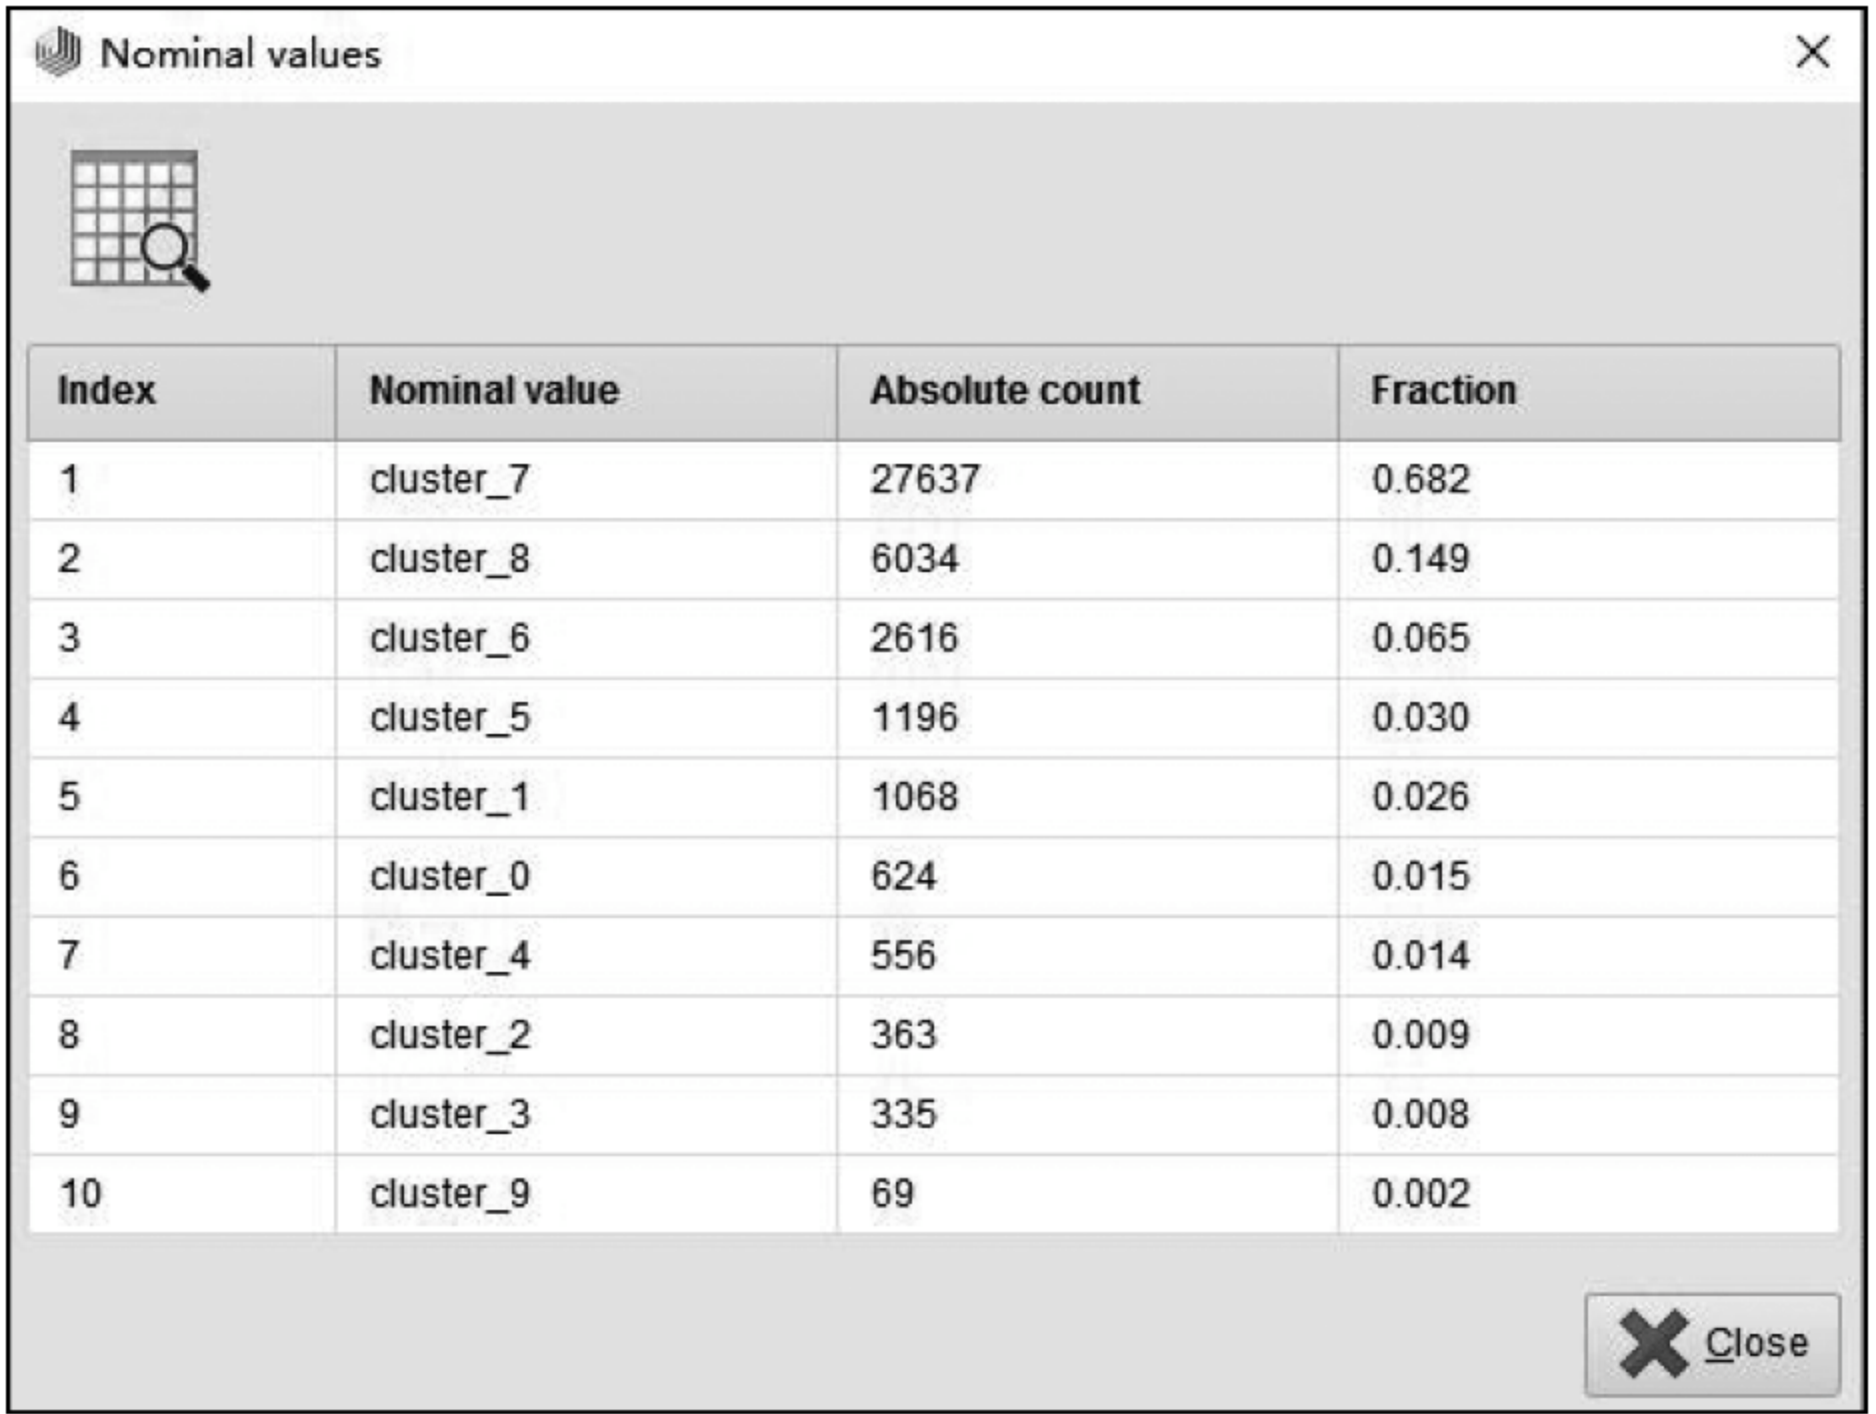 Nominal values
Index Nominal value Absolute count Fraction
1 cluster_7 27637 0.682
2 cluster_8 6034 0.149
3 cluster_6 2616 0.065
4 cluster_5 1196 0.030
5 cluster_1 1068 0.026
6 cluster_0 624 0.015
7 cluster_4 556 0.014
8 cluster_2 363 0.009
9 cluster_3 335 0.008
10 cluster_9 69 0.002
Close